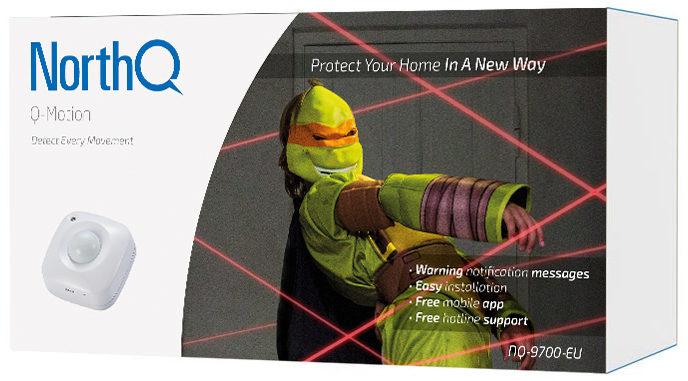 NorthQ
Q-Motion
Detect Every Movement
Protect Your Home In A New Way
• Warning notification messages
• Easy installation
• Free mobile app
• Free hotline support
NQ-9700-EU